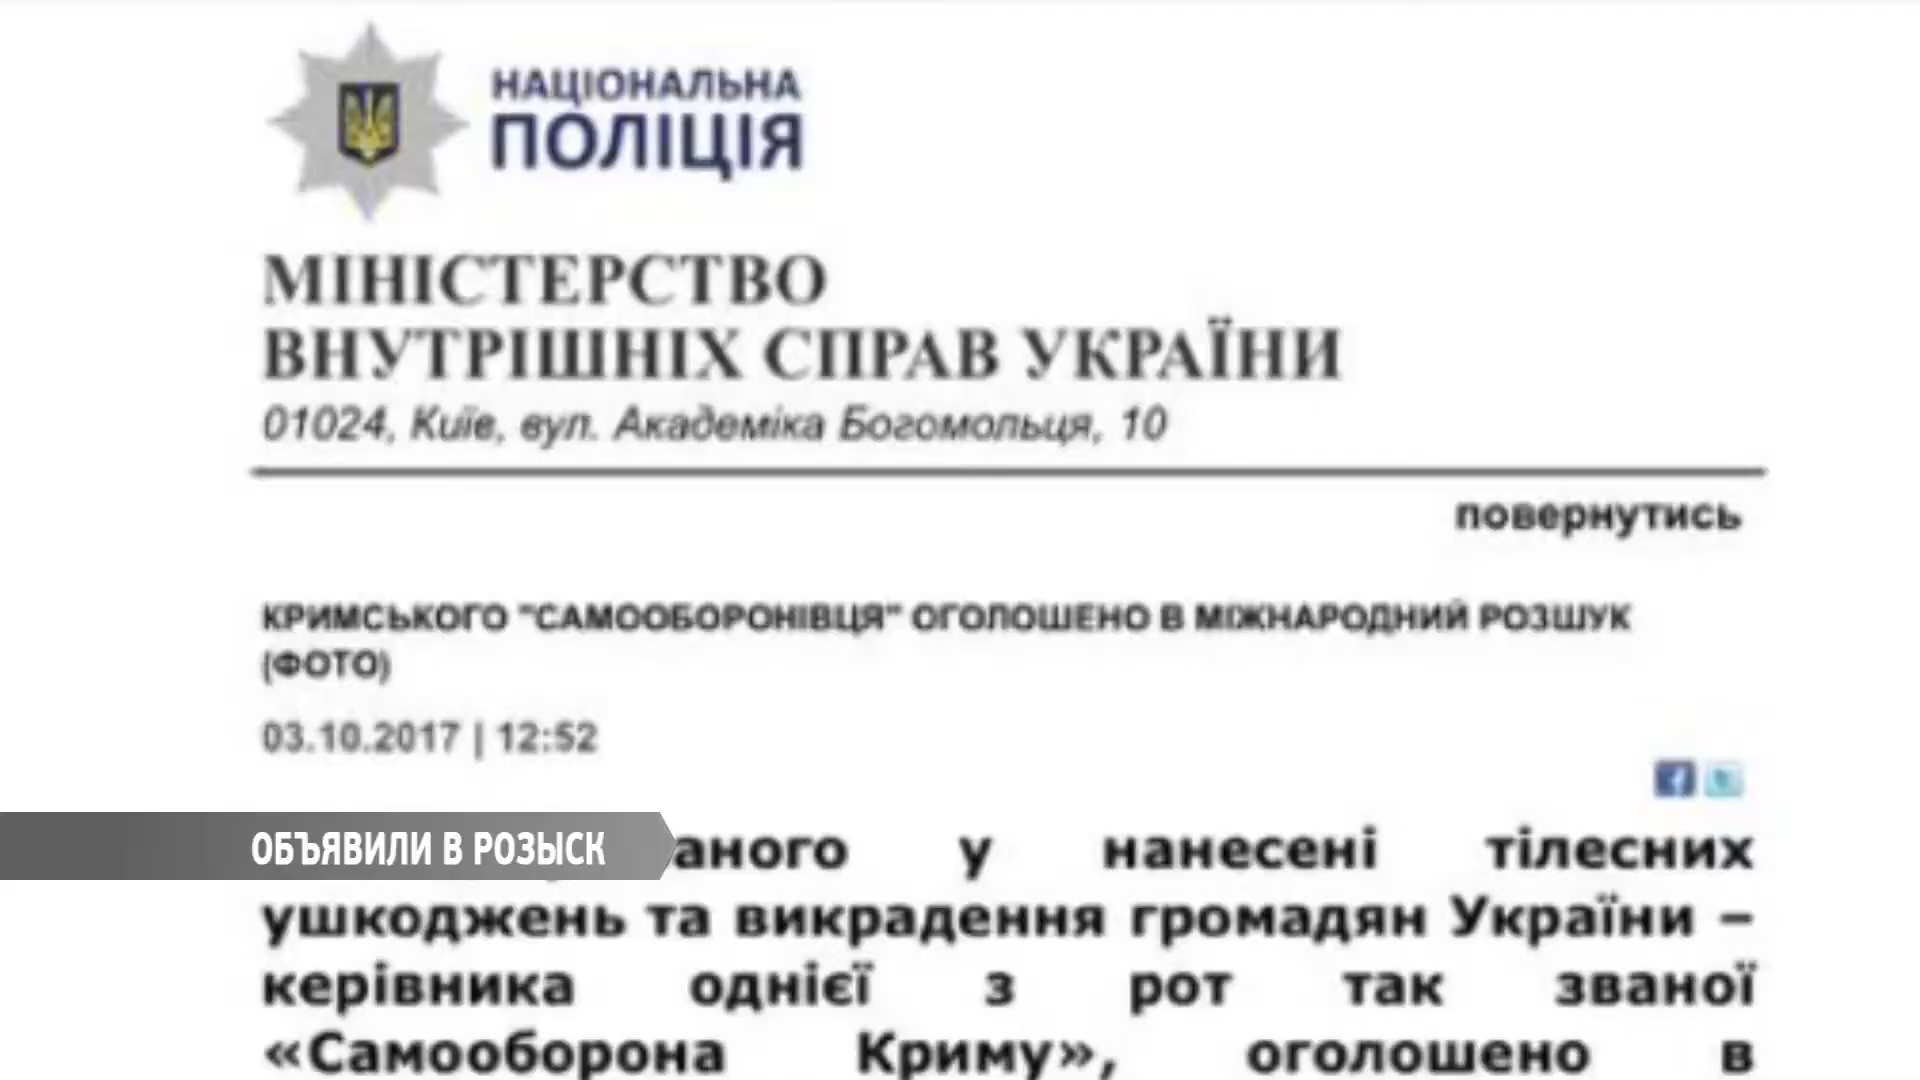 НАЦІОНАЛЬНА
ПОЛІЦІЯ
МІНІСТЕРСТВО
ВНУТРІШНІХ СПРАВ УКРАЇНИ
01024, Київ, вул. Академіка Богомольця, 10
повернутись
КРИМСЬКОГО "САМООБОРОНІВЦЯ" ОГОЛОШЕНО В МІЖНАРОДНИЙ РОЗШУК
(ФОТО)
03.10.2017 | 12:52
ОБЪЯВИЛИ В РОЗЫСК
аного у нанесені тілесних
ушкоджень та викрадення громадян України –
керівника однієї з рот так званої
«Самооборона Криму», оголошено в